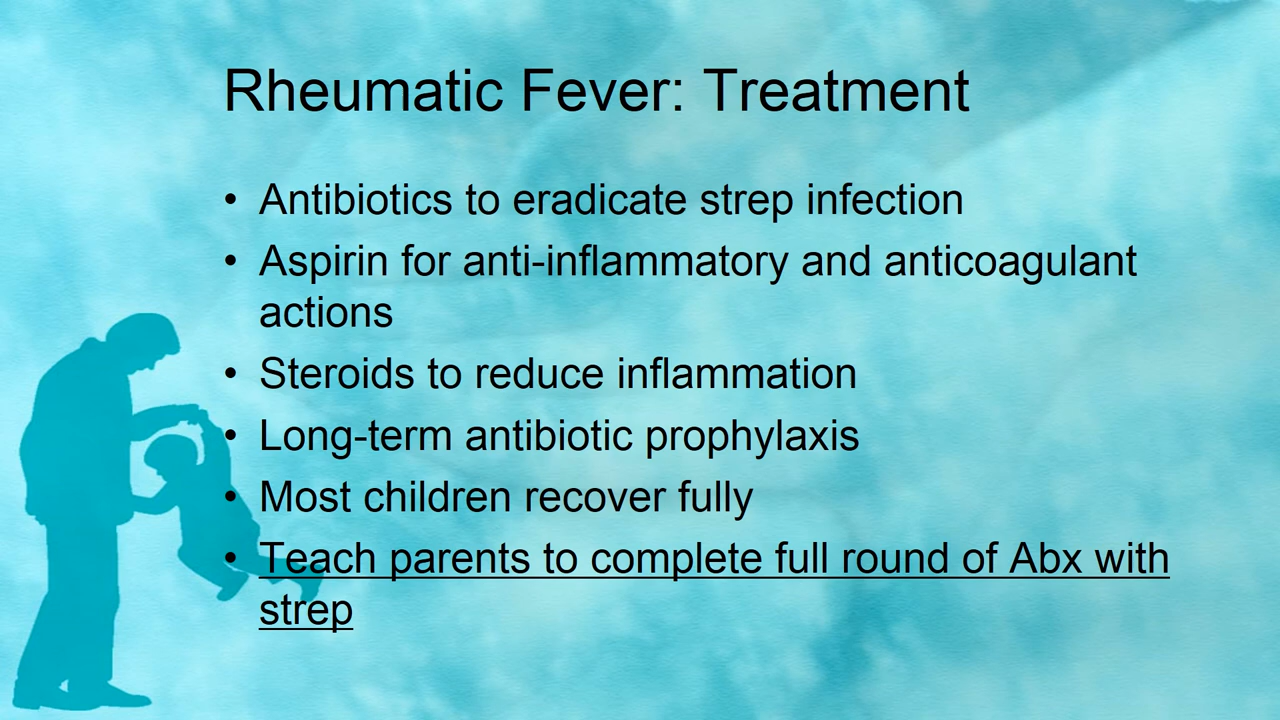 Rheumatic Fever: Treatment
• Antibiotics to eradicate strep infection
• Aspirin for anti-inflammatory and anticoagulant
actions
• Steroids to reduce inflammation
• Long-term antibiotic prophylaxis
• Most children recover fully
• Teach parents to complete full round of Abx with
strep